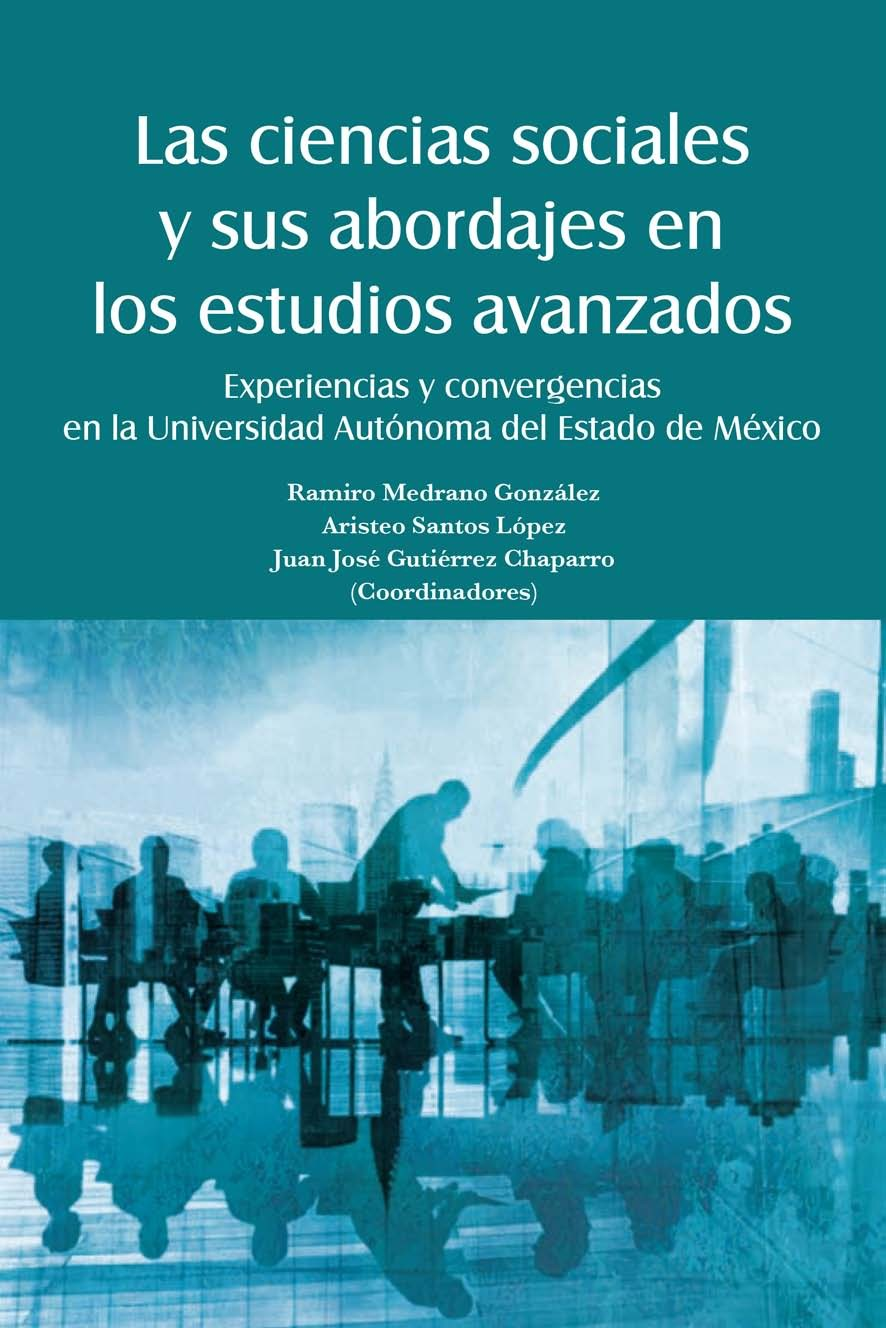 Las ciencias sociales
y sus abordajes en
los estudios avanzados
Experiencias y convergencias
en la Universidad Autónoma del Estado de México
Ramiro Medrano González
Aristeo Santos López
Juan José Gutiérrez Chaparro
(Coordinadores)